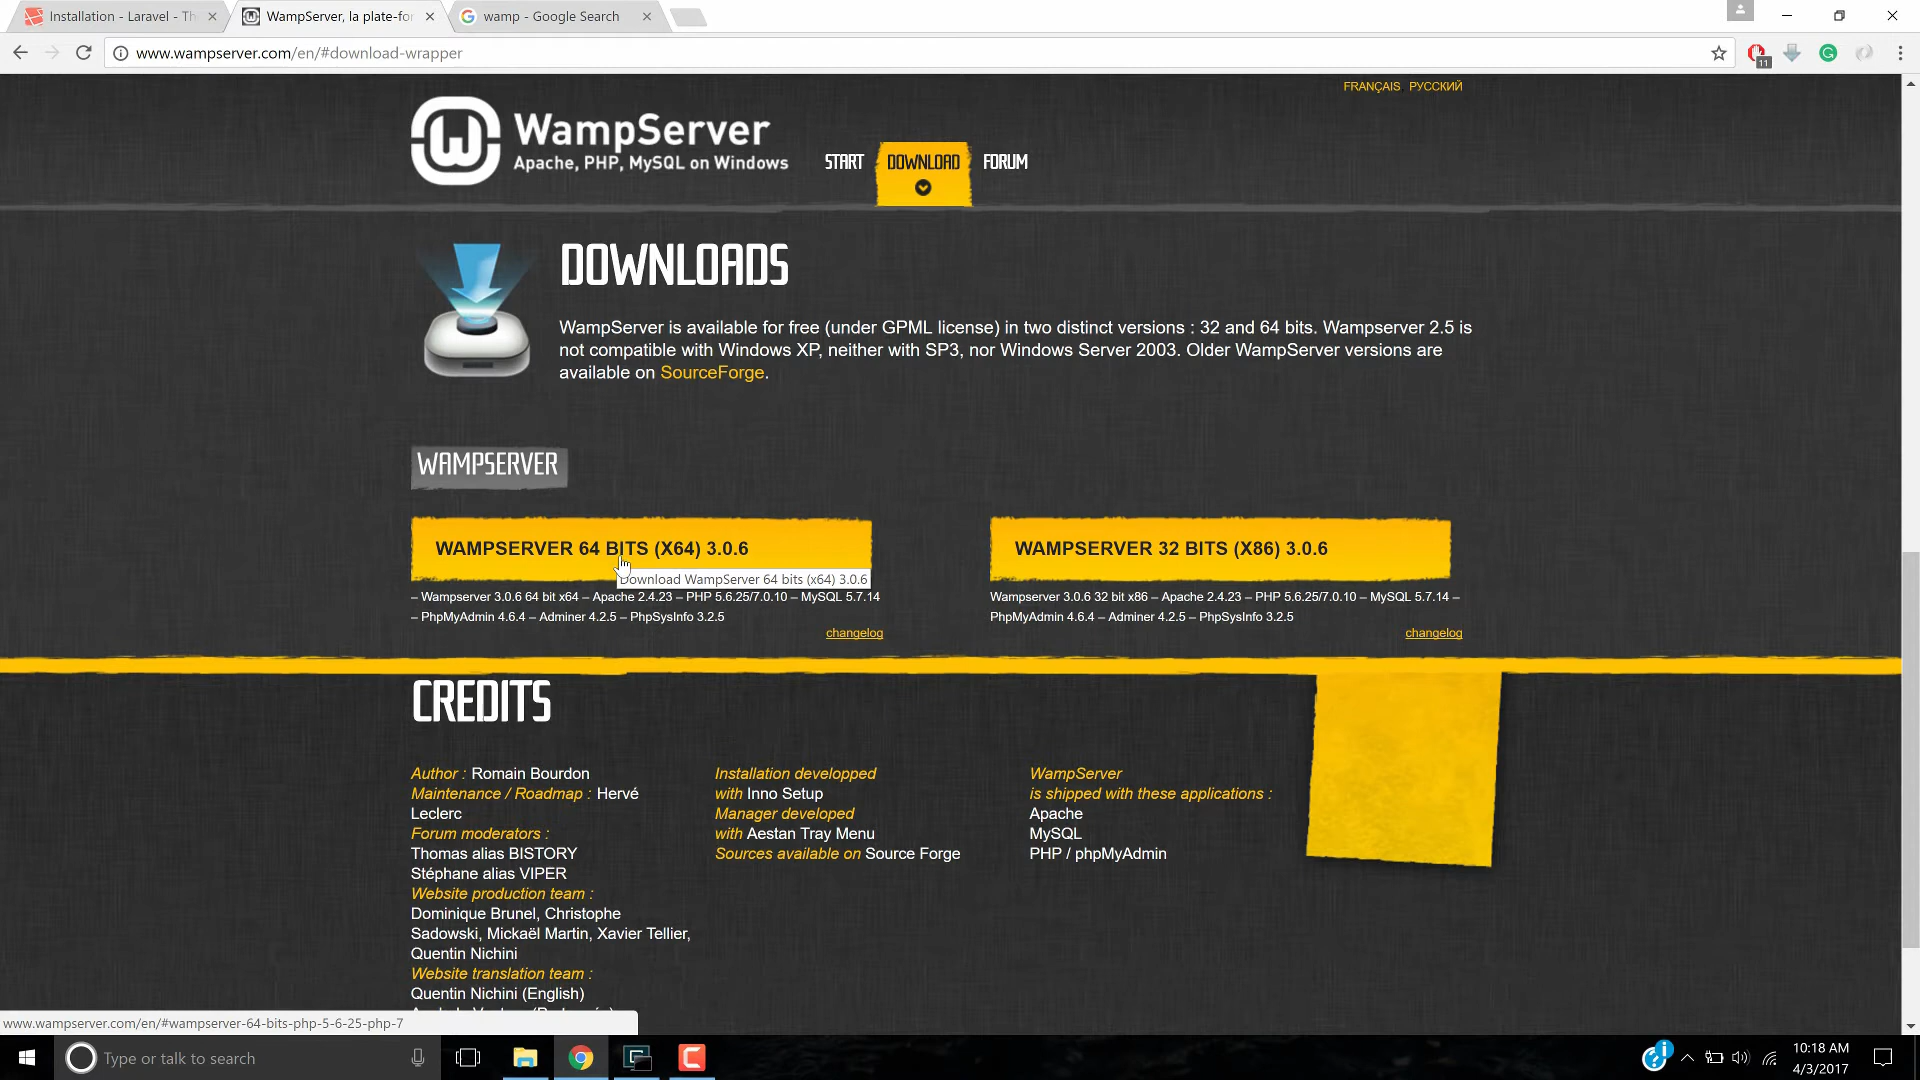 Installation - Laravel - Th
WampServer, la plate-for
wamp - Google Search
www.wampserver.com/en/#download-wrapper
11
FRANÇAIS РУССКИЙ
WampServer
Apache, PHP, MySQL on Windows
START DOWNLOAD FORUM
DOWNLOADS
WampServer is available for free (under GPML license) in two distinct versions : 32 and 64 bits. Wampserver 2.5 is
not compatible with Windows XP, neither with SP3, nor Windows Server 2003. Older WampServer versions are
available on SourceForge.
WAMPSERVER
WAMPSERVER 64 BITS (X64) 3.0.6
Download WampServer 64 bits (x64) 3.0.6
– Wampserver 3.0.6 64 bit x64 – Apache 2.4.23 – PHP 5.6.25/7.0.10 – MySQL 5.7.14
– PhpMyAdmin 4.6.4 – Adminer 4.2.5 – PhpSysInfo 3.2.5
changelog
WAMPSERVER 32 BITS (X86) 3.0.6
Wampserver 3.0.6 32 bit x86 – Apache 2.4.23 – PHP 5.6.25/7.0.10 – MySQL 5.7.14 –
PhpMyAdmin 4.6.4 – Adminer 4.2.5 – PhpSysInfo 3.2.5
changelog
CREDITS
Author : Romain Bourdon
Maintenance / Roadmap : Hervé
Leclerc
Forum moderators :
Thomas alias BISTORY
Stéphane alias VIPER
Website production team :
Dominique Brunel, Christophe
Sadowski, Mickaël Martin, Xavier Tellier,
Quentin Nichini
Website translation team :
Quentin Nichini (English)
Installation developped
with Inno Setup
Manager developed
with Aestan Tray Menu
Sources available on Source Forge
WampServer
is shipped with these applications :
Apache
MySQL
PHP / phpMyAdmin
www.wampserver.com/en/#wampserver-64-bits-php-5-6-25-php-7
Type or talk to search
10:18 AM
4/3/2017